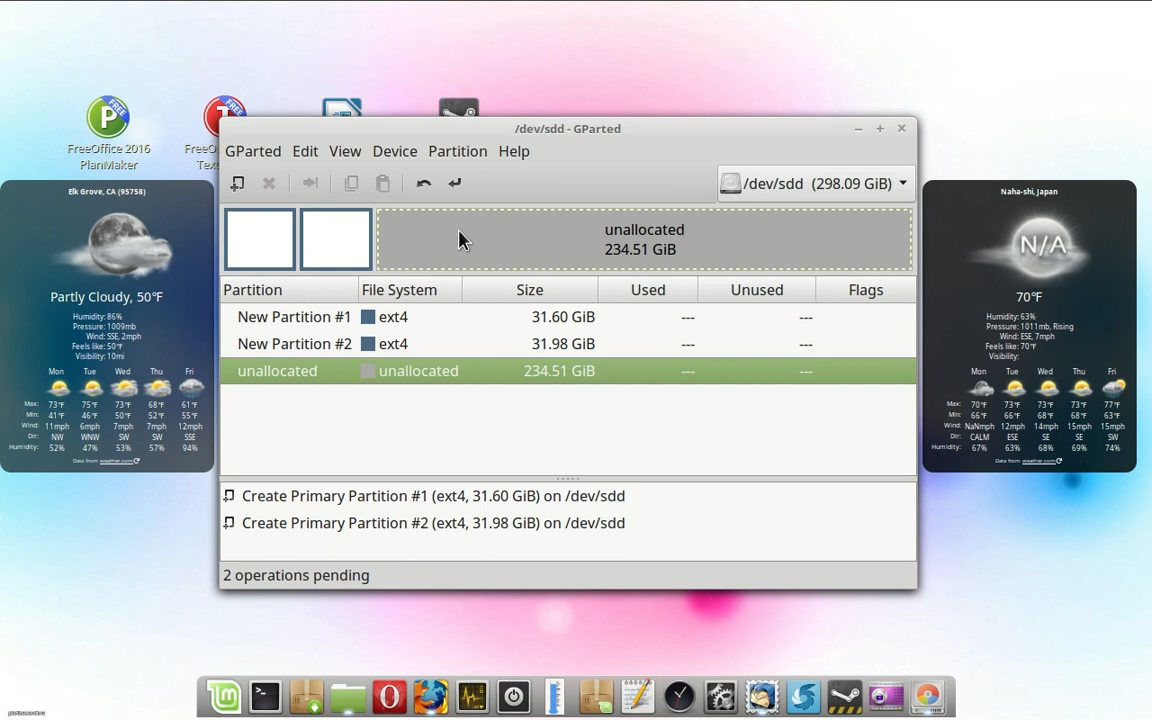 FreeOffice 2016
PlanMaker
/dev/sdd - GParted
GParted Edit View Device Partition Help
/dev/sdd (298.09 GiB)
unallocated
234.51 GiB
Partition File System Size Used Unused Flags
New Partition #1 ext4 31.60 GiB --- ---
New Partition #2 ext4 31.98 GiB --- ---
unallocated unallocated 234.51 GiB --- ---
Create Primary Partition #1 (ext4, 31.60 GiB) on /dev/sdd
Create Primary Partition #2 (ext4, 31.98 GiB) on /dev/sdd
2 operations pending
Elk Grove, CA (95758)
Partly Cloudy, 50°F
Humidity: 86%
Pressure: 1009mb
Wind: SSE, 2mph
Feels like: 50°F
Visibility: 10mi
Mon Tue Wed Thu Fri
Max: 73°F 75°F 73°F 68°F 61°F
Min: 41°F 46°F 50°F 52°F 55°F
Wind: 11mph 6mph 7mph 7mph 12mph
Dir: NW WNW SW SW SSE
Humidity: 52% 47% 53% 57% 94%
Data from weather.com
Naha-shi, Japan
N/A
70°F
Humidity: 63%
Pressure: 1011mb, Rising
Wind: ESE, 7mph
Feels like: 70°F
Visibility:
Mon Tue Wed Thu Fri
Max: 70°F 73°F 73°F 73°F 77°F
Min: 66°F 66°F 68°F 68°F 63°F
Wind: NaNmph 12mph 14mph 15mph 15mph
Dir: CALM ESE SE SE SW
Humidity: 67% 63% 68% 69% 74%
Data from weather.com